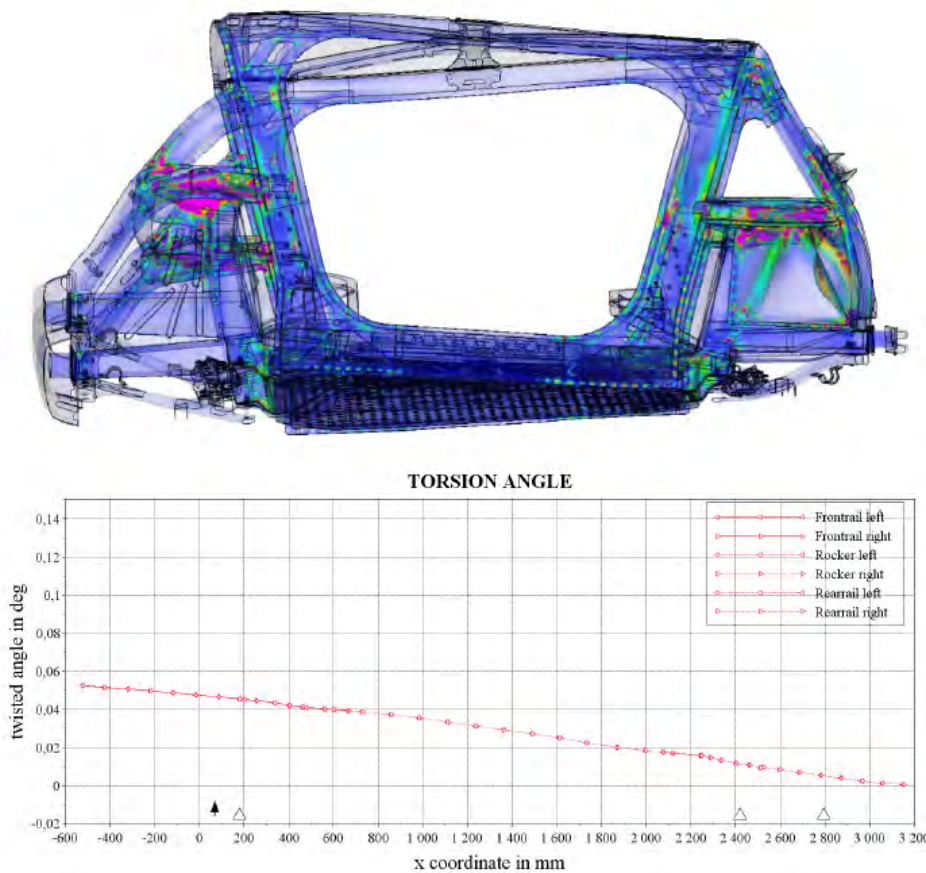 TORSION ANGLE
twisted angle in deg
0,14
0,12
0,1
0,08
0,06
0,04
0,02
0
-0,02
Frontrail left
Frontrail right
Rocker left
Rocker right
Rearrail left
Rearrail right
-600 -400 -200 0 200 400 600 800 1 000 1 200 1 400 1 600 1 800 2 000 2 200 2 400 2 600 2 800 3 000 3 200
x coordinate in mm